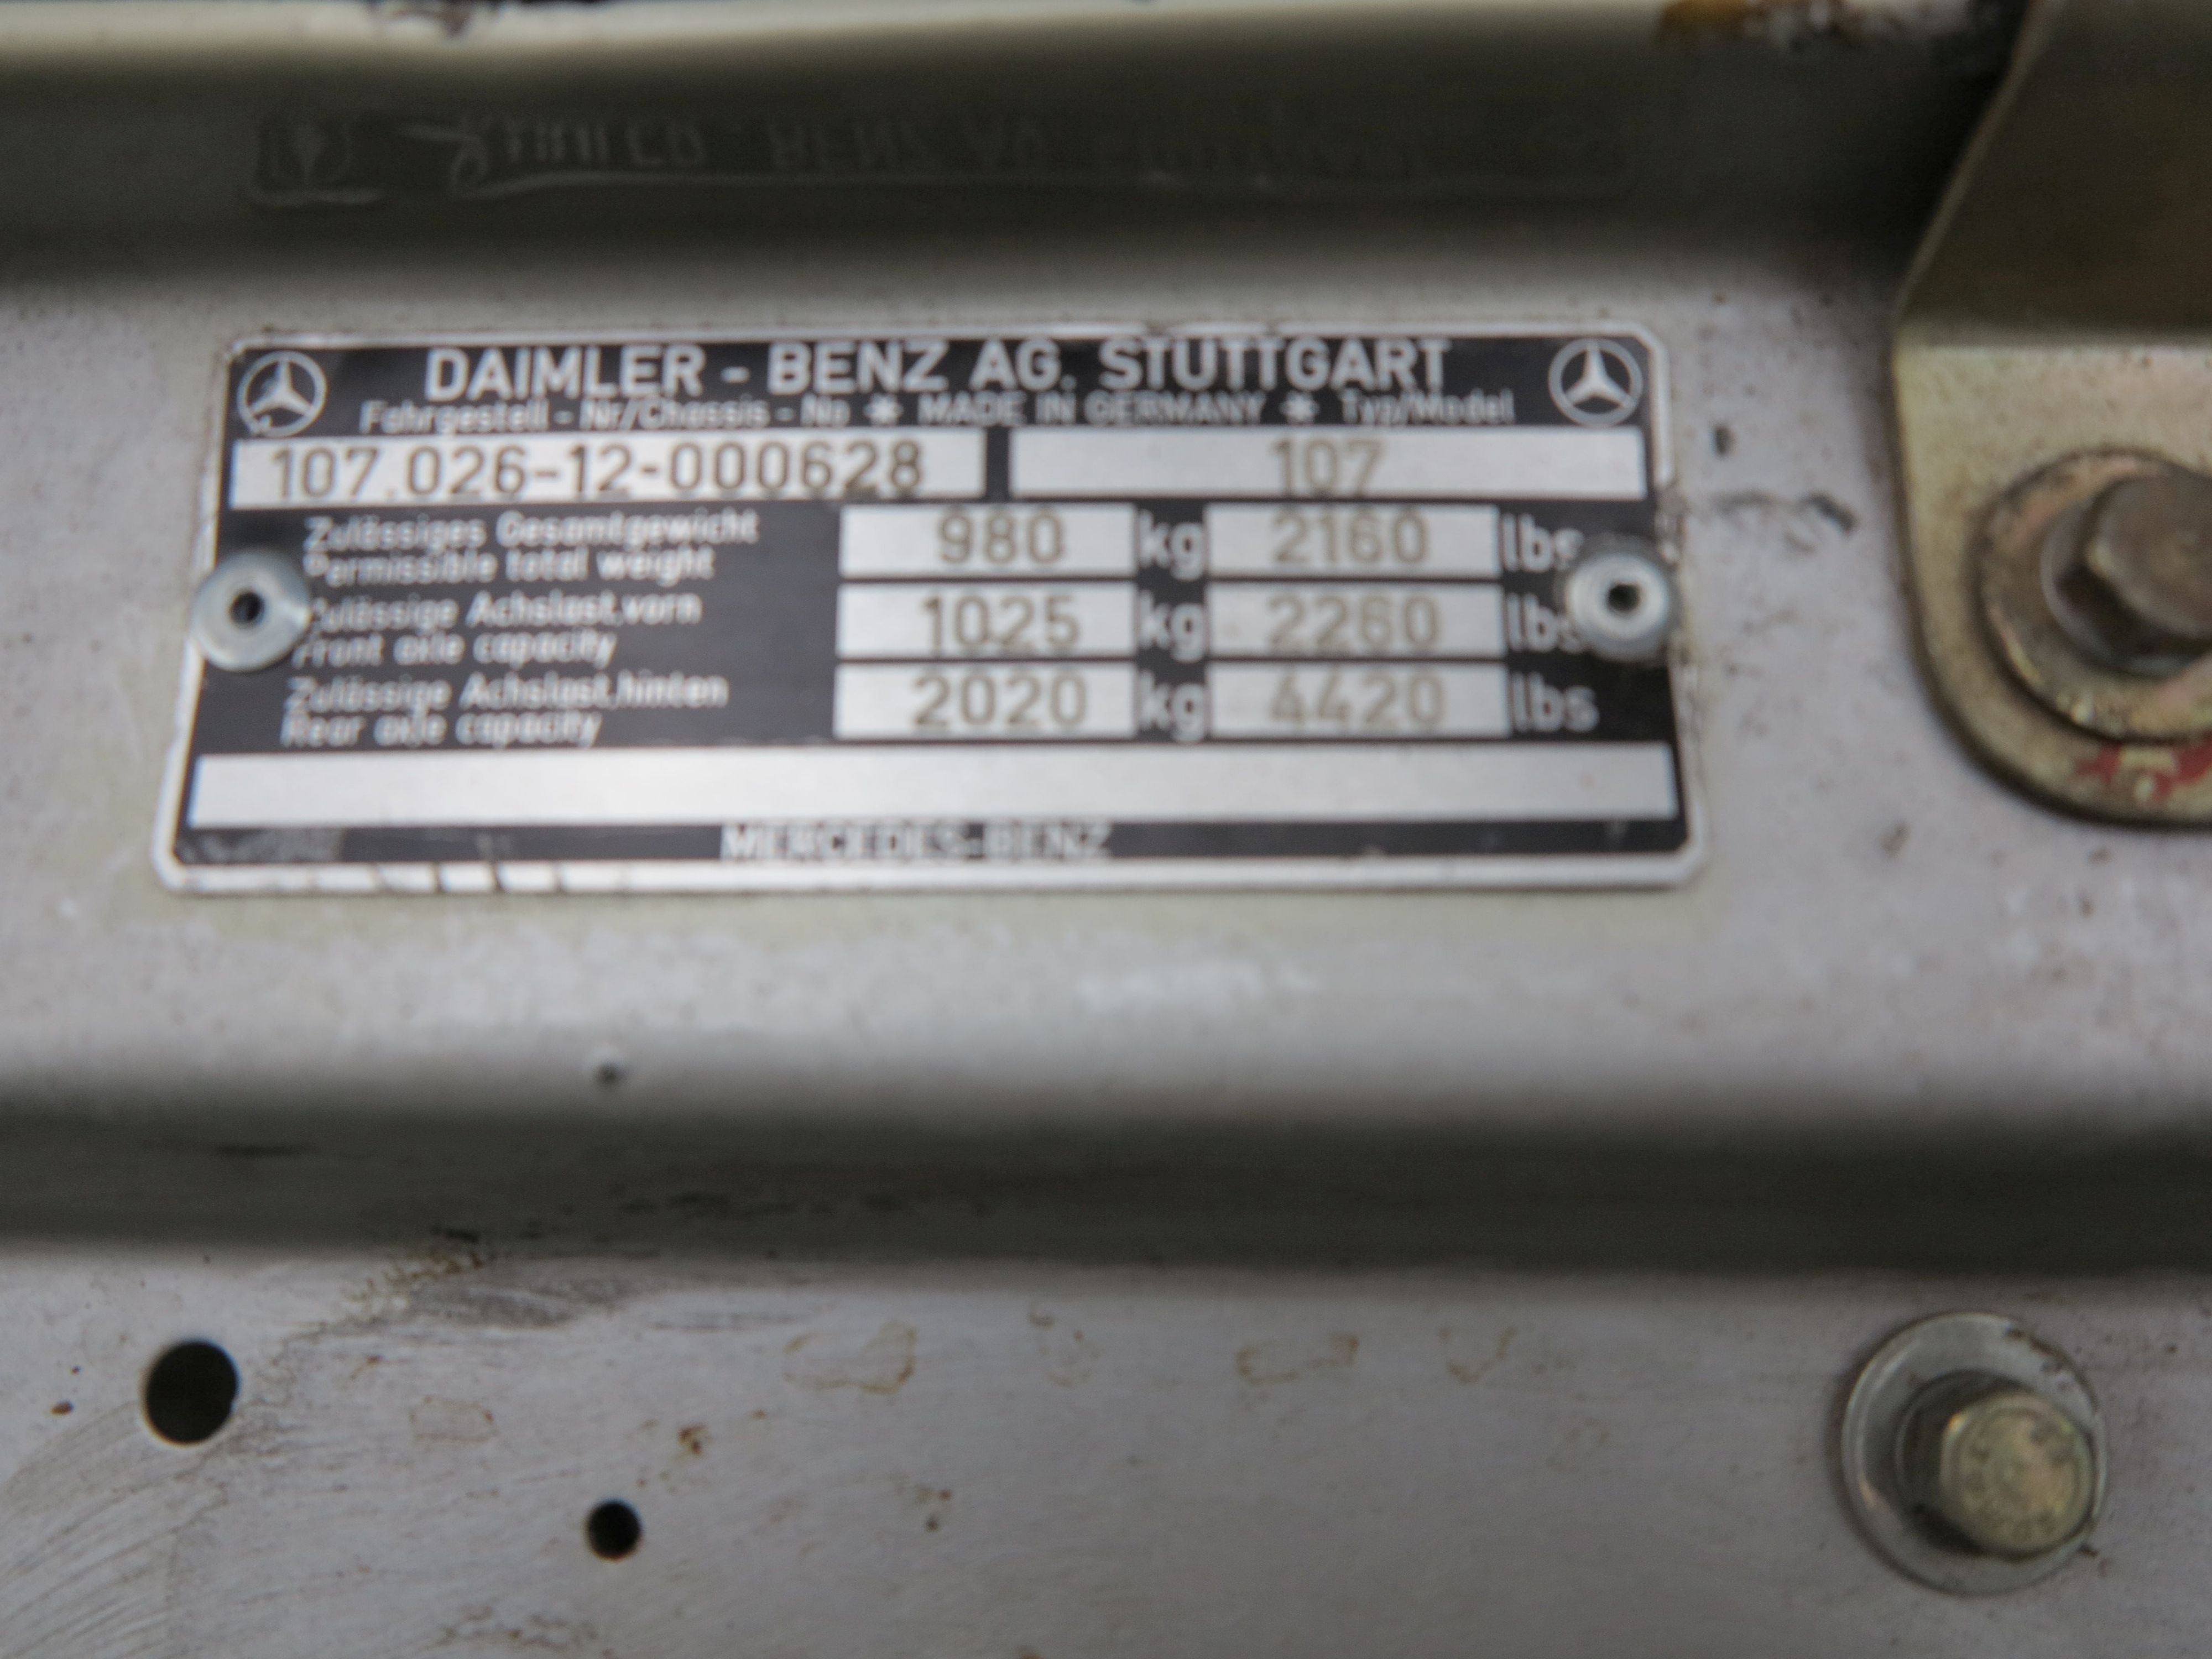 DAIMLER - BENZ AG. STUTTGART
Fahrgestell - Nr/Chassis - No * MADE IN GERMANY * Typ/Model
107.026-12-000628 107
Zulässiges Gesamtgewicht
Permissible total weight
980 kg 2160 lbs
Zulässige Achslast,vorn
Front axle capacity
1025 kg 2260 lbs
Zulässige Achslast,hinten
Rear axle capacity
2020 kg 4420 lbs
MERCEDES-BENZ